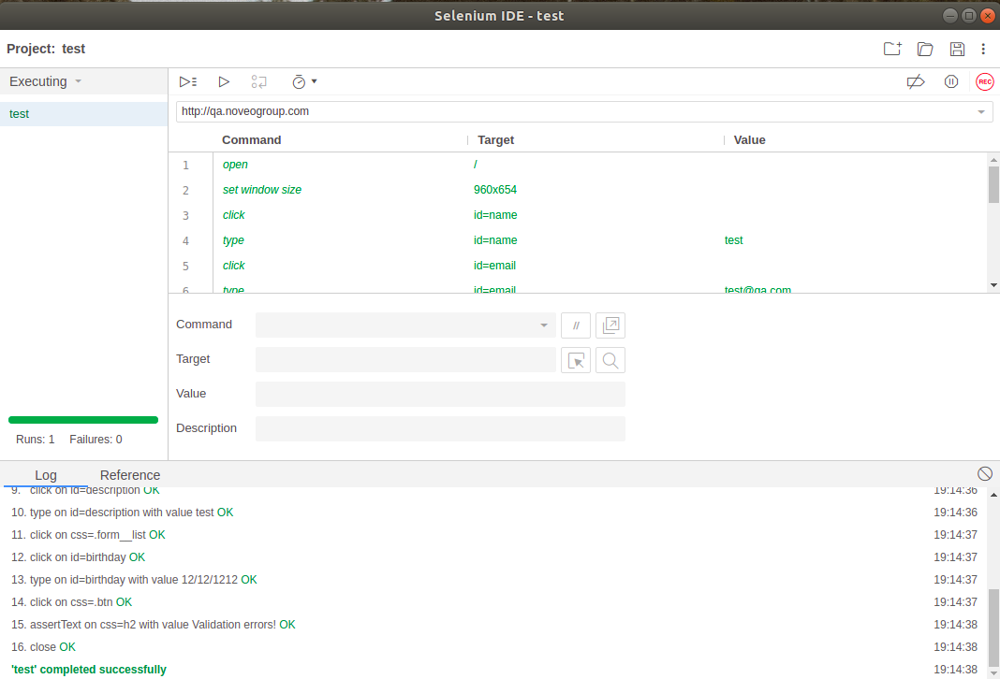 Selenium IDE - test
Project: test
Executing
REC
test
http://qa.noveogroup.com
Command Target Value
1 open /
2 set window size 960x654
3 click id=name
4 type id=name test
5 click id=email
6 type id=email test@qa.com
Command //
Target
Value
Description
Runs: 1 Failures: 0
Log Reference
9. click on id=description OK 19:14:36
10. type on id=description with value test OK 19:14:36
11. click on css=.form__list OK 19:14:37
12. click on id=birthday OK 19:14:37
13. type on id=birthday with value 12/12/1212 OK 19:14:37
14. click on css=.btn OK 19:14:37
15. assertText on css=h2 with value Validation errors! OK 19:14:38
16. close OK 19:14:38
'test' completed successfully 19:14:38